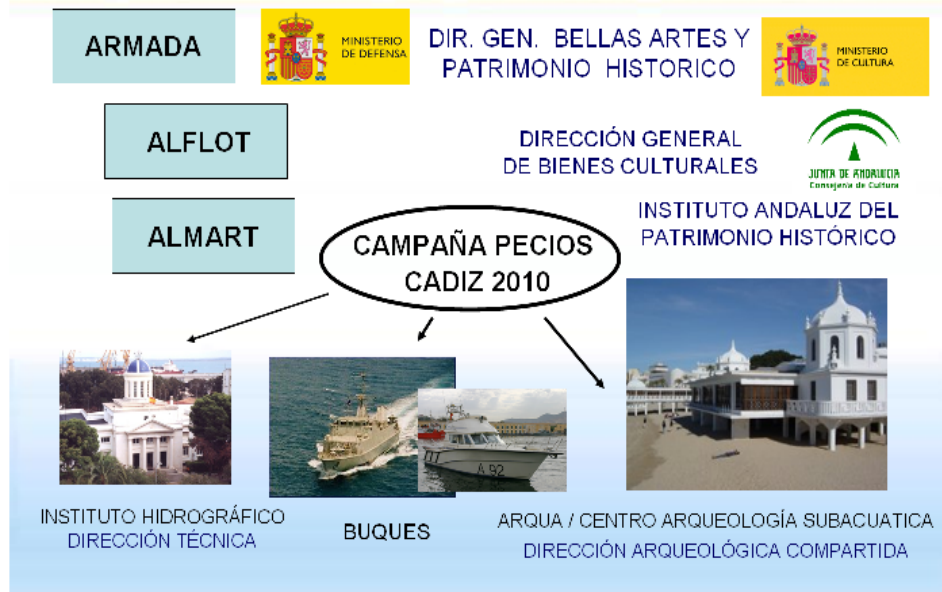 ARMADA
MINISTERIO
DE DEFENSA
DIR. GEN. BELLAS ARTES Y
PATRIMONIO HISTORICO
MINISTERIO
DE CULTURA
ALFLOT
DIRECCIÓN GENERAL
DE BIENES CULTURALES
JUNTA DE ANDALUCIA
Consejería de Cultura
ALMART
INSTITUTO ANDALUZ DEL
PATRIMONIO HISTÓRICO
CAMPAÑA PECIOS
CADIZ 2010
A 92
INSTITUTO HIDROGRÁFICO
DIRECCIÓN TÉCNICA
BUQUES
ARQUA / CENTRO ARQUEOLOGÍA SUBACUATICA
DIRECCIÓN ARQUEOLÓGICA COMPARTIDA